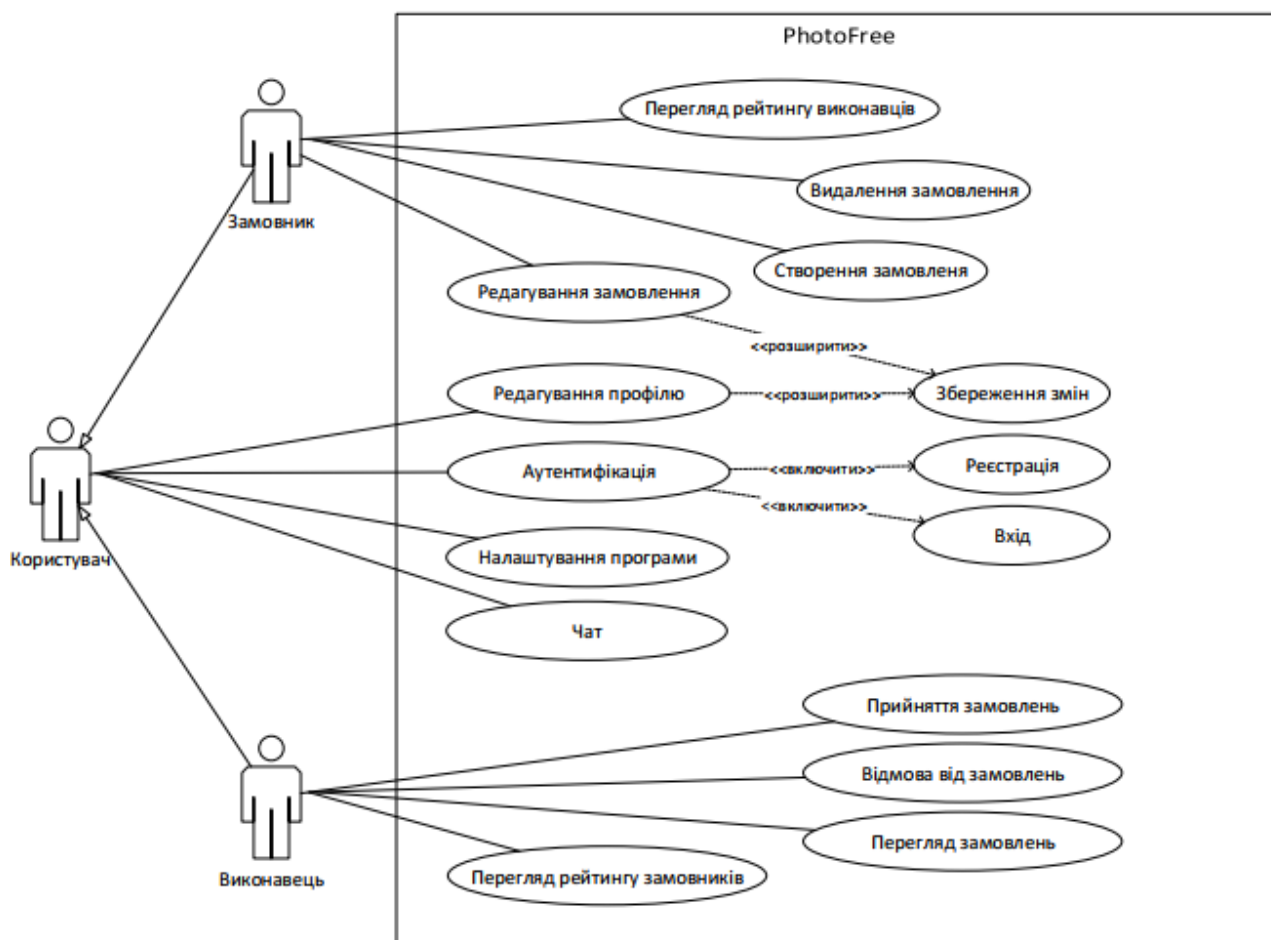 PhotoFree
Перегляд рейтингу виконавців
Видалення замовлення
Замовник
Створення замовленя
Редагування замовлення
<<розширити>>
Редагування профілю
<<розширити>>
Збереження змін
Аутентифікація
<<включити>>
Реєстрація
<<включити>>
Вхід
Користувач
Налаштування програми
Чат
Прийняття замовлень
Відмова від замовлень
Перегляд замовлень
Виконавець
Перегляд рейтингу замовників